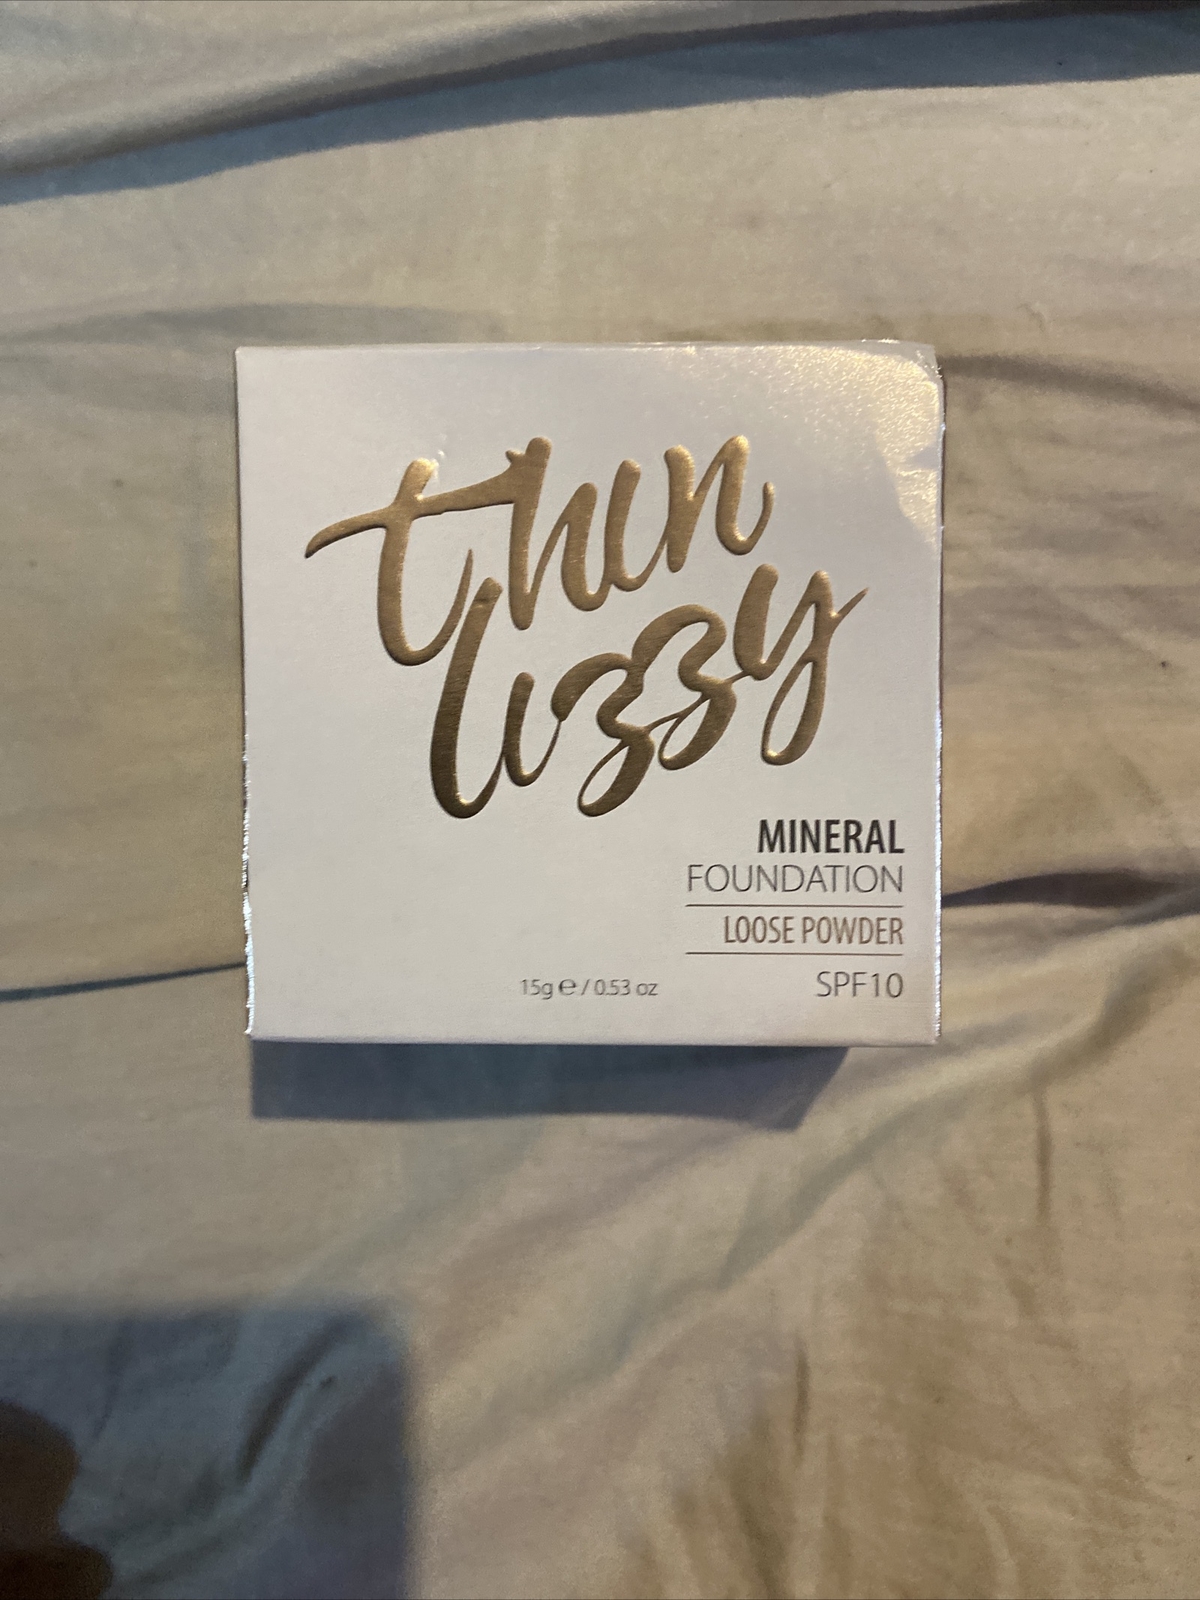 thin
lizzy
MINERAL
FOUNDATION
LOOSE POWDER
15g ℮ / 0.53 oz SPF10